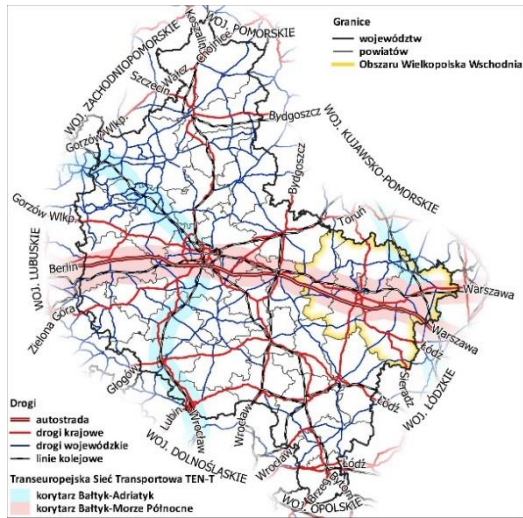 Koszalin
Chojnice
WOJ. POMORSKIE
WOJ. ZACHODNIOPOMORSKIE
Wałcz
Szczecin
Bydgoszcz
Gorzów Wlkp.
Bydgoszcz
WOJ. KUJAWSKO-POMORSKIE
Toruń
Gorzów Wlkp.
WOJ. LUBUSKIE
Berlin
Zielona Góra
Warszawa
Warszawa
Łódź
Sieradz
WOJ. ŁÓDZKIE
Głogów
Lubin
Wrocław
WOJ. DOLNOŚLĄSKIE
Wrocław
Łódź
Wrocław
Łódź
Brzeg
WOJ. OPOLSKIE
Granice
województw
powiatów
Obszaru Wielkopolska Wschodnia
Drogi
autostrada
drogi krajowe
drogi wojewódzkie
linie kolejowe
Transeuropejska Sieć Transportowa TEN-T
korytarz Bałtyk-Adriatyk
korytarz Bałtyk-Morze Północne